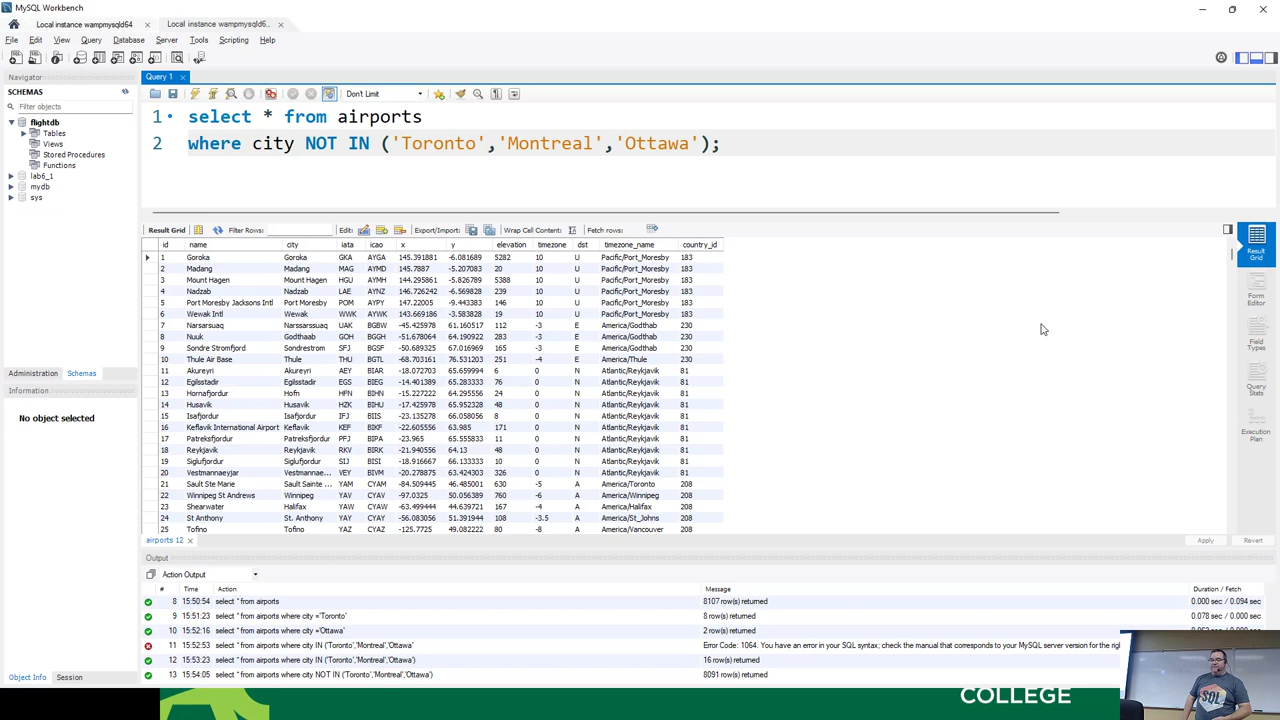 MySQL Workbench
Local instance wampmysqld64 × Local instance wampmysqld6... ×
File Edit View Query Database Server Tools Scripting Help
Navigator
SCHEMAS
Filter objects
flightdb
Tables
Views
Stored Procedures
Functions
lab6_1
mydb
sys
Administration Schemas
Information
No object selected
Object Info Session
Query 1 ×
Don't Limit
1 select * from airports
2 where city NOT IN ('Toronto','Montreal','Ottawa');
Result Grid Filter Rows: Edit: Export/Import: Wrap Cell Content: Fetch rows:
id name city iata icao x y elevation timezone dst timezone_name country_id
1 Goroka Goroka GKA AYGA 145.391881 -6.081689 5282 10 U Pacific/Port_Moresby 183
2 Madang Madang MAG AYMD 145.7887 -5.207083 20 10 U Pacific/Port_Moresby 183
3 Mount Hagen Mount Hagen HGU AYMH 144.295861 -5.826789 5388 10 U Pacific/Port_Moresby 183
4 Nadzab Nadzab LAE AYNZ 146.726242 -6.569828 239 10 U Pacific/Port_Moresby 183
5 Port Moresby Jacksons Intl Port Moresby POM AYPY 147.22005 -9.443383 146 10 U Pacific/Port_Moresby 183
6 Wewak Intl Wewak WWK AYWK 143.669186 -3.583828 19 10 U Pacific/Port_Moresby 183
7 Narsarsuaq Narssarssuaq UAK BGBW -45.425978 61.160517 112 -3 E America/Godthab 230
8 Nuuk Godthaab GOH BGGH -51.678064 64.190922 283 -3 E America/Godthab 230
9 Sondre Stromfjord Sondrestrom SFJ BGSF -50.689325 67.016969 165 -3 E America/Godthab 230
10 Thule Air Base Thule THU BGTL -68.703161 76.531203 251 -4 E America/Thule 230
11 Akureyri Akureyri AEY BIAR -18.072703 65.659994 6 0 N Atlantic/Reykjavik 81
12 Egilsstadir Egilsstadir EGS BIEG -14.401389 65.283333 76 0 N Atlantic/Reykjavik 81
13 Hornafjordur Hofn HFN BIHN -15.227222 64.295556 24 0 N Atlantic/Reykjavik 81
14 Husavik Husavik HZK BIHU -17.425978 65.952328 48 0 N Atlantic/Reykjavik 81
15 Isafjordur Isafjordur IFJ BIIS -23.135278 66.058056 8 0 N Atlantic/Reykjavik 81
16 Keflavik International Airport Keflavik KEF BIKF -22.605556 63.985 171 0 N Atlantic/Reykjavik 81
17 Patreksfjordur Patreksfjordur PFJ BIPA -23.965 65.555833 11 0 N Atlantic/Reykjavik 81
18 Reykjavik Reykjavik RKV BIRK -21.940556 64.13 48 0 N Atlantic/Reykjavik 81
19 Siglufjordur Siglufjordur SIJ BISI -18.916667 66.133333 10 0 N Atlantic/Reykjavik 81
20 Vestmannaeyjar Vestmannae... VEY BIVM -20.278875 63.424303 326 0 N Atlantic/Reykjavik 81
21 Sault Ste Marie Sault Sainte ... YAM CYAM -84.509445 46.485001 630 -5 A America/Toronto 208
22 Winnipeg St Andrews Winnipeg YAV CYAV -97.0325 50.056389 760 -6 A America/Winnipeg 208
23 Shearwater Halifax YAW CYAW -63.499444 44.639721 167 -4 A America/Halifax 208
24 St Anthony St. Anthony YAY CYAY -56.083056 51.391944 108 -3.5 A America/St_Johns 208
25 Tofino Tofino YAZ CYAZ -125.7725 49.082222 80 -8 A America/Vancouver 208
Result Grid
Form Editor
Field Types
Query Stats
Execution Plan
airports 12 × Apply Revert
Output
Action Output
# Time Action Message Duration / Fetch
8 15:50:54 select * from airports 8107 row(s) returned 0.000 sec / 0.094 sec
9 15:51:23 select * from airports where city ='Toronto' 8 row(s) returned 0.078 sec / 0.000 sec
10 15:52:16 select * from airports where city ='Ottawa' 2 row(s) returned
11 15:52:53 select * from airports where city IN ('Toronto','Montreal','Ottawa' Error Code: 1064. You have an error in your SQL syntax; check the manual that corresponds to your MySQL server version for the rig
12 15:53:23 select * from airports where city IN ('Toronto','Montreal','Ottawa') 16 row(s) returned
13 15:54:05 select * from airports where city NOT IN ('Toronto','Montreal','Ottawa') 8091 row(s) returned
SQL
COLLEGE